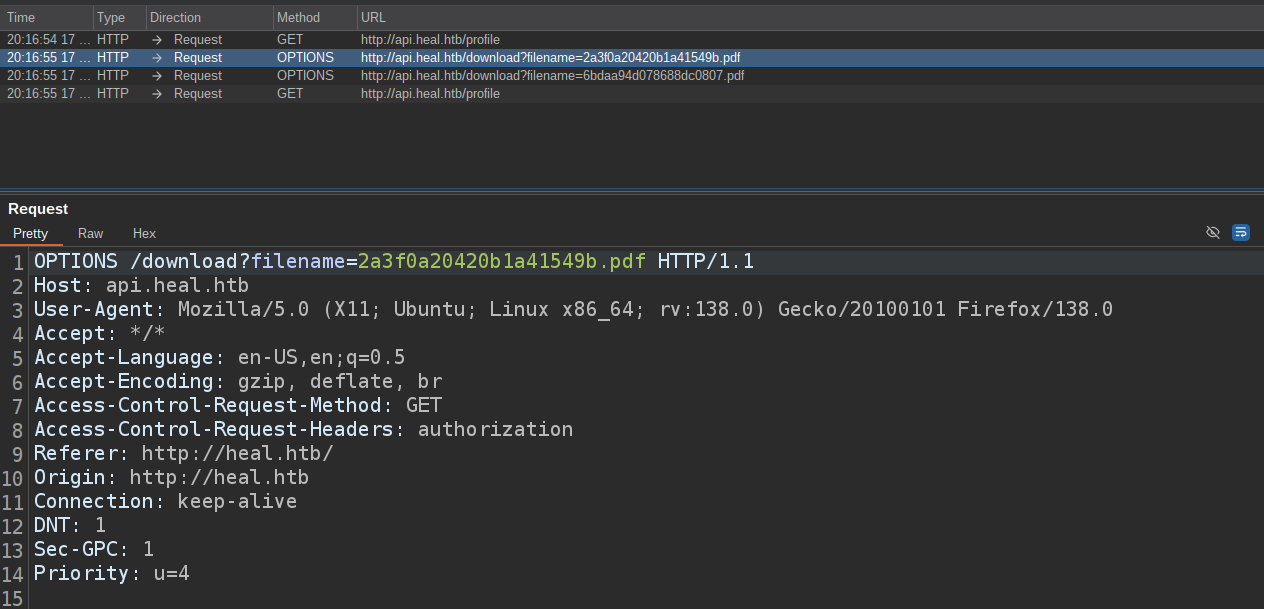 Time Type Direction Method URL
20:16:54 17 ... HTTP → Request GET http://api.heal.htb/profile
20:16:55 17 ... HTTP → Request OPTIONS http://api.heal.htb/download?filename=2a3f0a20420b1a41549b.pdf
20:16:55 17 ... HTTP → Request OPTIONS http://api.heal.htb/download?filename=6bdaa94d078688dc0807.pdf
20:16:55 17 ... HTTP → Request GET http://api.heal.htb/profile
Request
Pretty Raw Hex
1 OPTIONS /download?filename=2a3f0a20420b1a41549b.pdf HTTP/1.1
2 Host: api.heal.htb
3 User-Agent: Mozilla/5.0 (X11; Ubuntu; Linux x86_64; rv:138.0) Gecko/20100101 Firefox/138.0
4 Accept: */*
5 Accept-Language: en-US,en;q=0.5
6 Accept-Encoding: gzip, deflate, br
7 Access-Control-Request-Method: GET
8 Access-Control-Request-Headers: authorization
9 Referer: http://heal.htb/
10 Origin: http://heal.htb
11 Connection: keep-alive
12 DNT: 1
13 Sec-GPC: 1
14 Priority: u=4
15